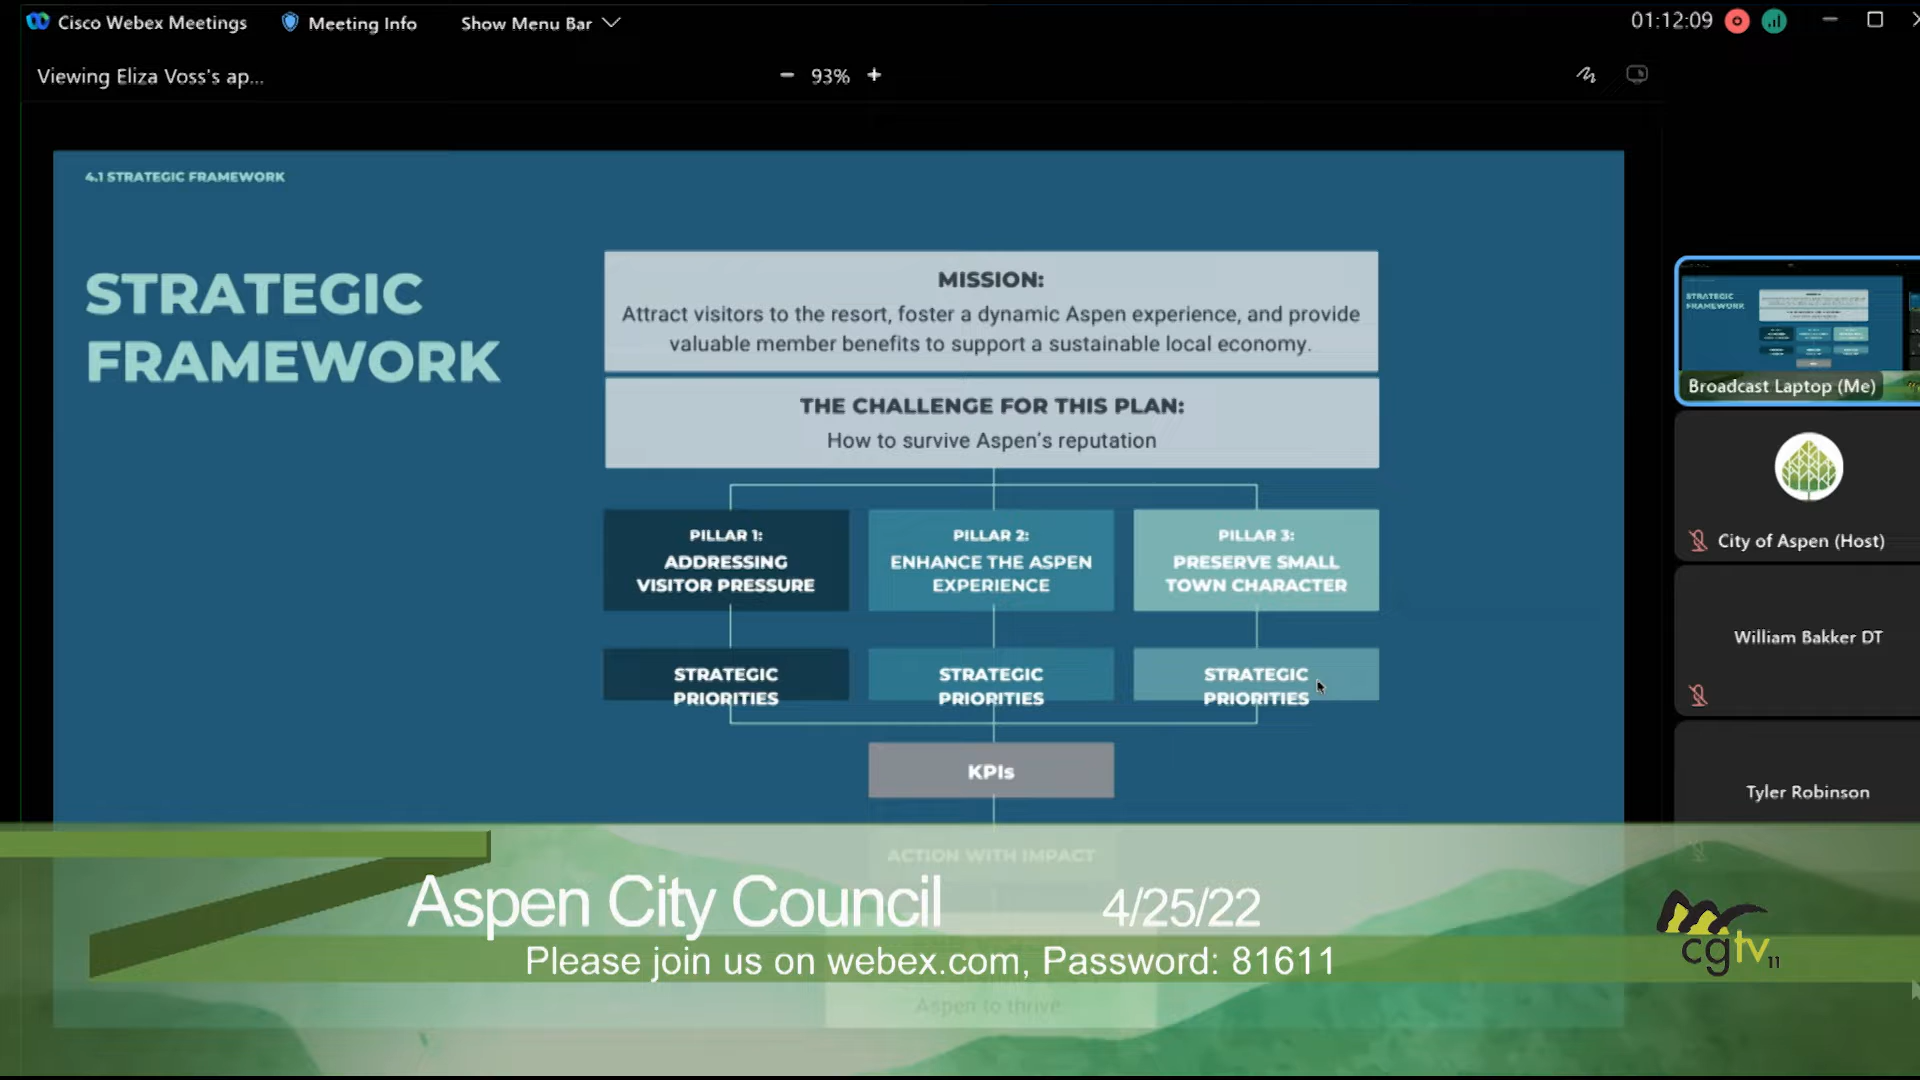 Cisco Webex Meetings
Meeting Info
Show Menu Bar
01:12:09
Viewing Eliza Voss's ap...
93%
4.1 STRATEGIC FRAMEWORK
STRATEGIC
FRAMEWORK
MISSION:
Attract visitors to the resort, foster a dynamic Aspen experience, and provide
valuable member benefits to support a sustainable local economy.
THE CHALLENGE FOR THIS PLAN:
How to survive Aspen's reputation
PILLAR 1:
ADDRESSING
VISITOR PRESSURE
PILLAR 2:
ENHANCE THE ASPEN
EXPERIENCE
PILLAR 3:
PRESERVE SMALL
TOWN CHARACTER
STRATEGIC
PRIORITIES
STRATEGIC
PRIORITIES
STRATEGIC
PRIORITIES
KPIs
ACTION WITH IMPACT
Aspen to thrive
STRATEGIC
FRAMEWORK
Broadcast Laptop (Me)
City of Aspen (Host)
William Bakker DT
Tyler Robinson
Aspen City Council 4/25/22
Please join us on webex.com, Password: 81611
cgtv 11